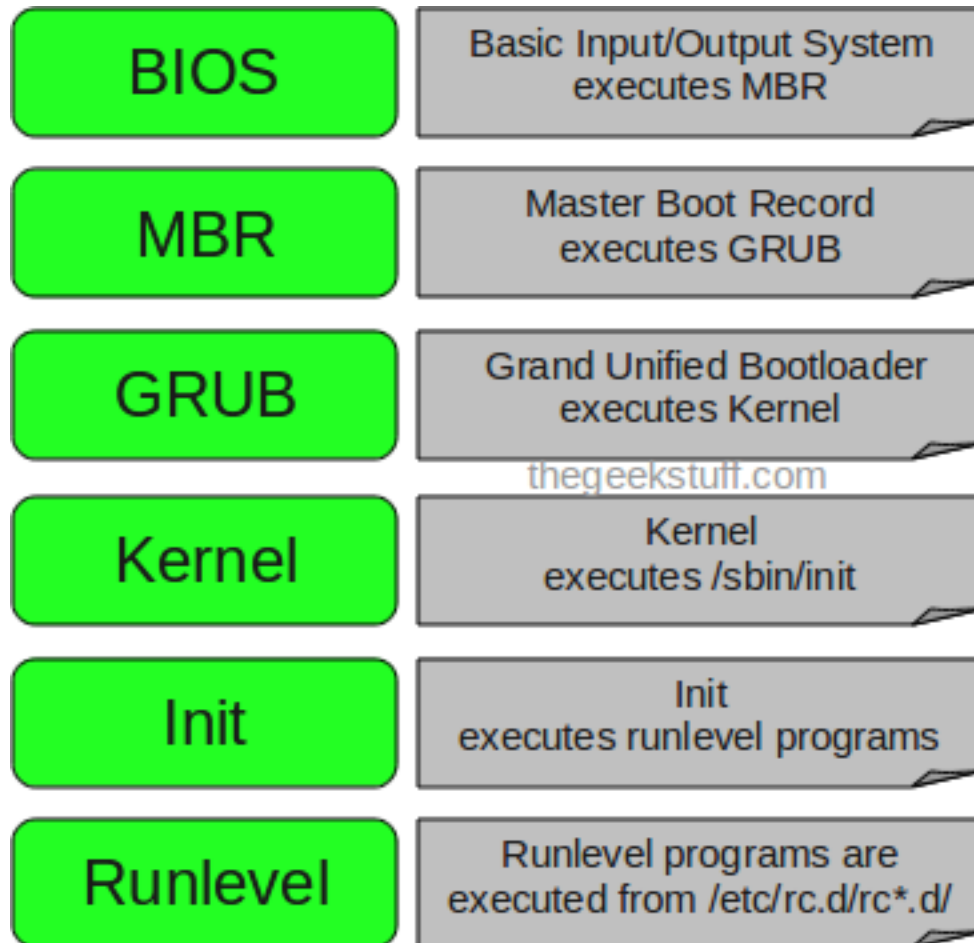 BIOS
Basic Input/Output System
executes MBR
MBR
Master Boot Record
executes GRUB
GRUB
Grand Unified Bootloader
executes Kernel
thegeekstuff.com
Kernel
Kernel
executes /sbin/init
Init
Init
executes runlevel programs
Runlevel
Runlevel programs are
executed from /etc/rc.d/rc*.d/